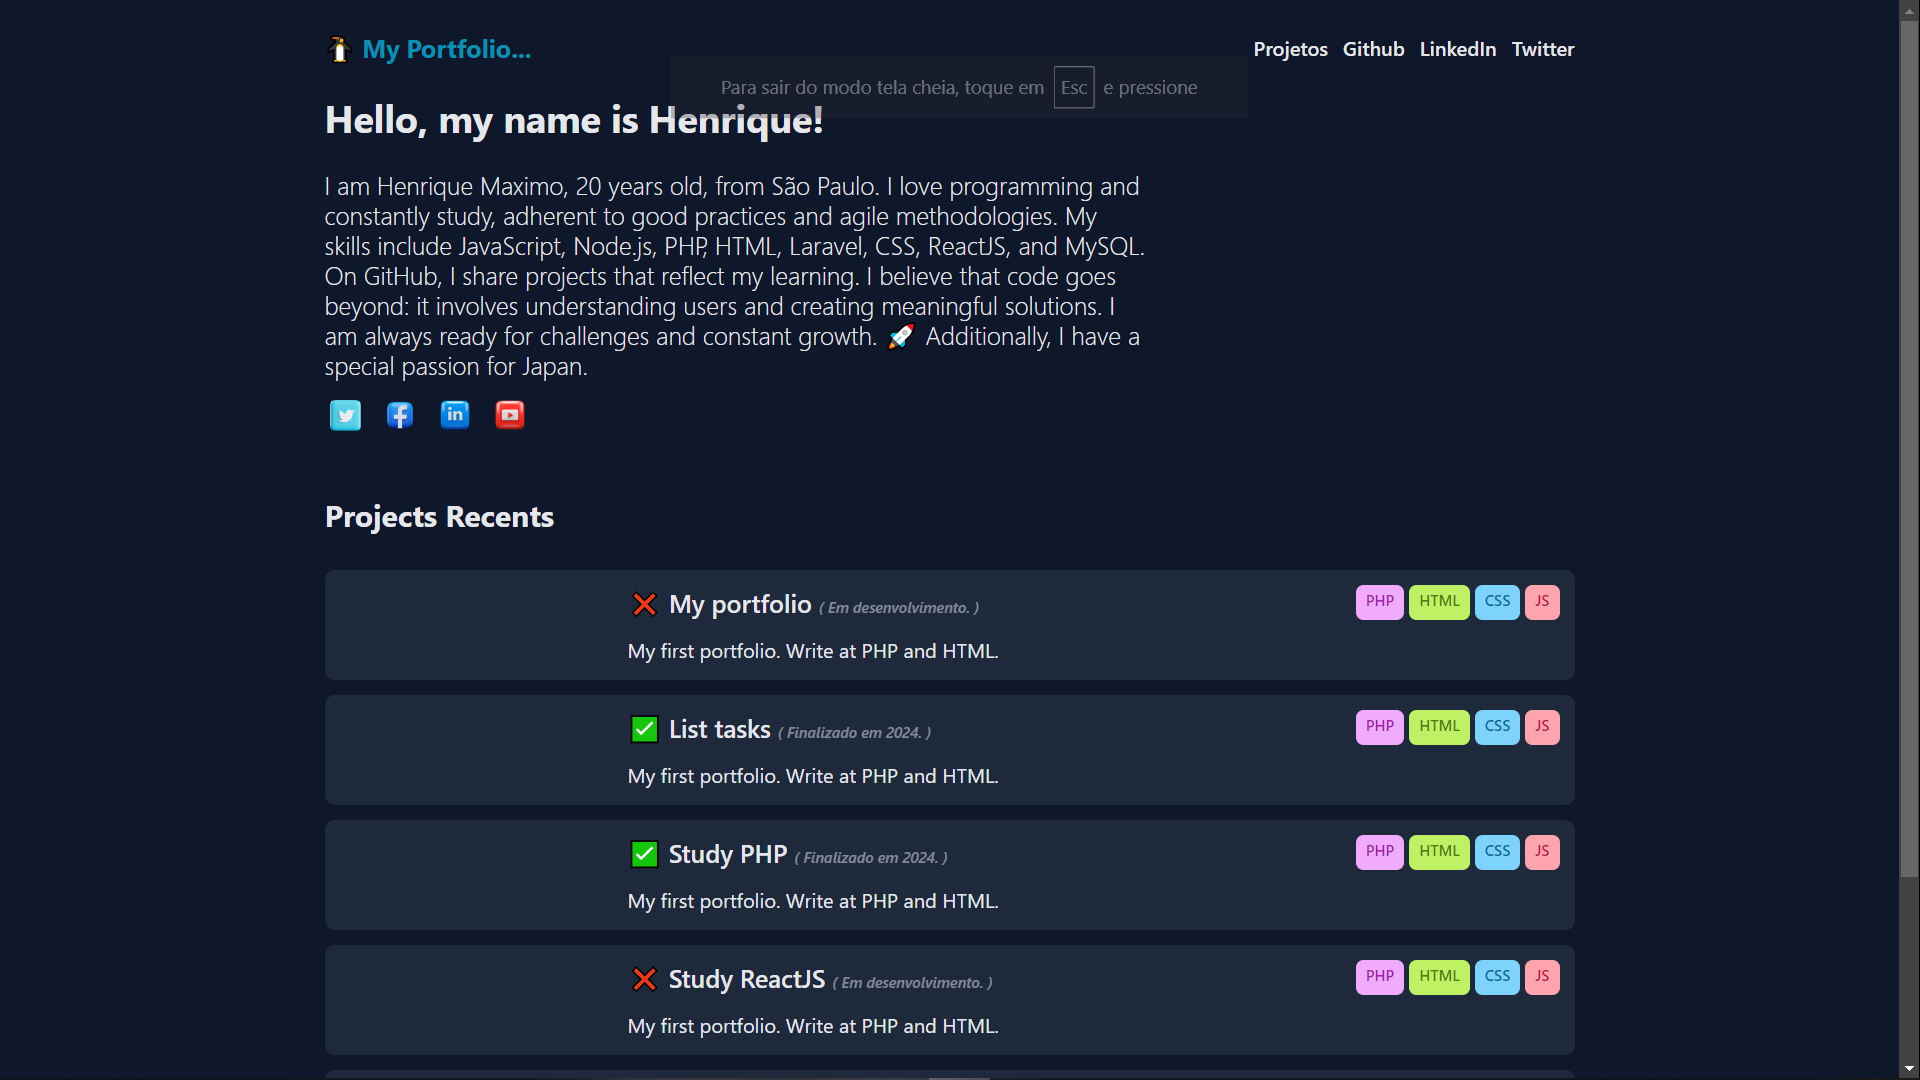 My Portfolio...
Projetos Github LinkedIn Twitter
Para sair do modo tela cheia, toque em Esc e pressione
Hello, my name is Henrique!
I am Henrique Maximo, 20 years old, from São Paulo. I love programming and
constantly study, adherent to good practices and agile methodologies. My
skills include JavaScript, Node.js, PHP, HTML, Laravel, CSS, ReactJS, and MySQL.
On GitHub, I share projects that reflect my learning. I believe that code goes
beyond: it involves understanding users and creating meaningful solutions. I
am always ready for challenges and constant growth. 🚀 Additionally, I have a
special passion for Japan.
Projects Recents
❌ My portfolio ( Em desenvolvimento. )
PHP HTML CSS JS
My first portfolio. Write at PHP and HTML.
✅ List tasks ( Finalizado em 2024. )
PHP HTML CSS JS
My first portfolio. Write at PHP and HTML.
✅ Study PHP ( Finalizado em 2024. )
PHP HTML CSS JS
My first portfolio. Write at PHP and HTML.
❌ Study ReactJS ( Em desenvolvimento. )
PHP HTML CSS JS
My first portfolio. Write at PHP and HTML.